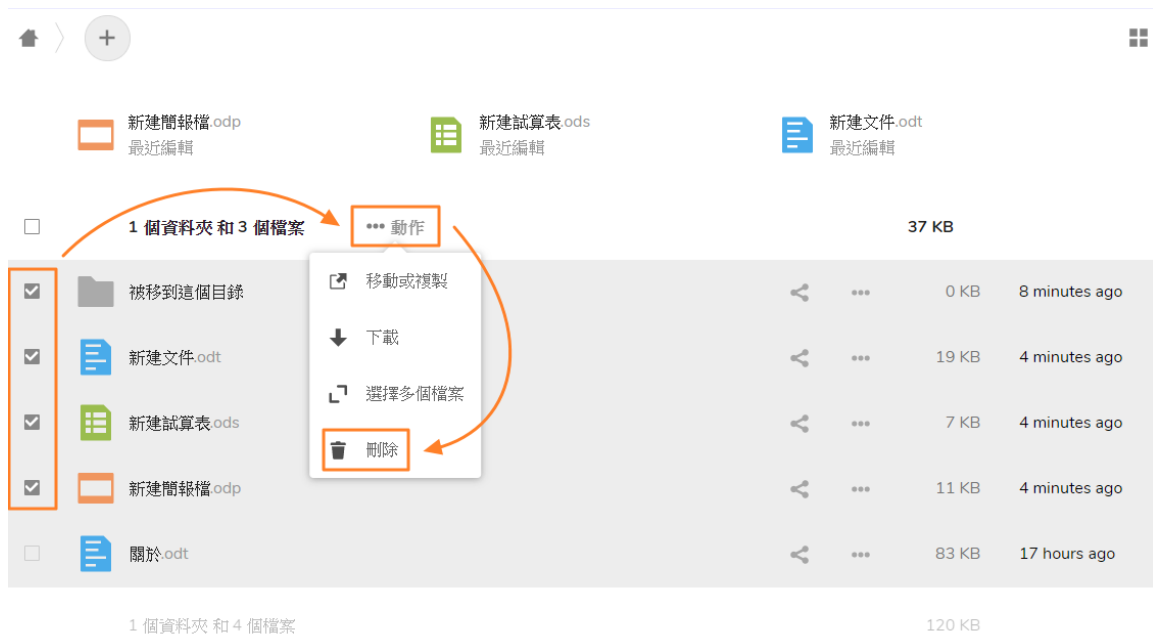 新建簡報檔.odp
最近編輯
新建試算表.ods
最近編輯
新建文件.odt
最近編輯
1 個資料夾 和 3 個檔案 ••• 動作 37 KB
移動或複製
下載
選擇多個檔案
刪除
被移到這個目錄 0 KB 8 minutes ago
新建文件.odt 19 KB 4 minutes ago
新建試算表.ods 7 KB 4 minutes ago
新建簡報檔.odp 11 KB 4 minutes ago
關於.odt 83 KB 17 hours ago
1 個資料夾 和 4 個檔案 120 KB